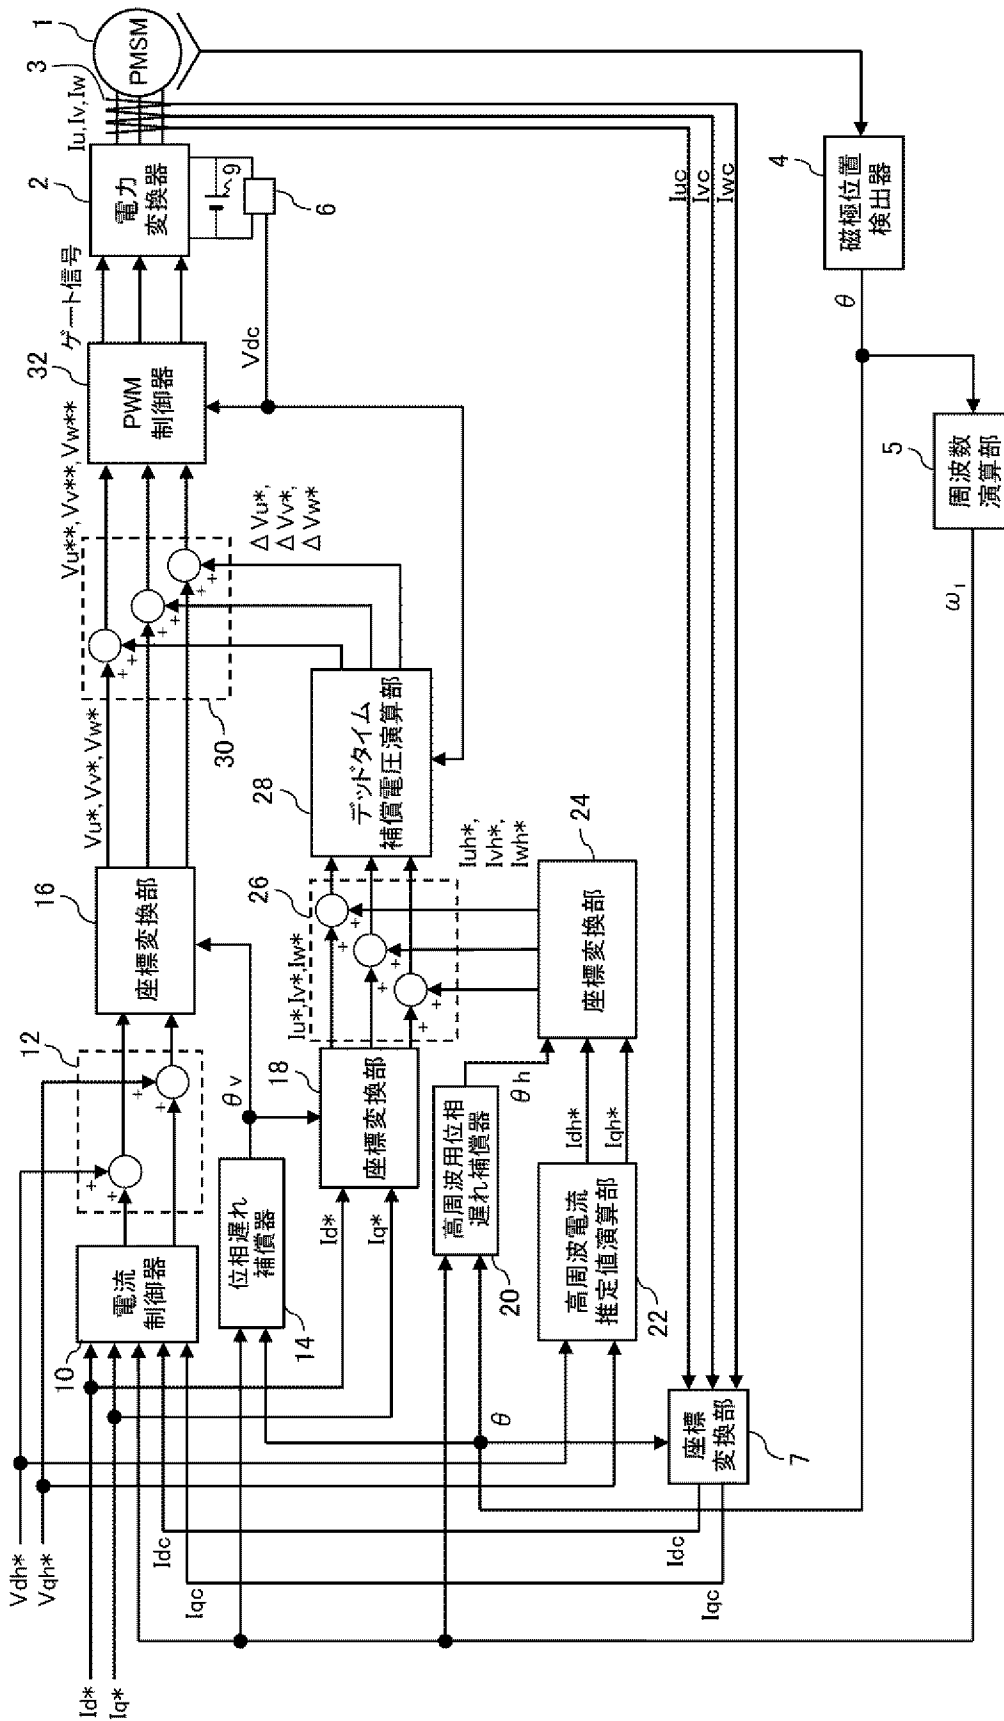 Id*
Iq*
Vdh*
Vqh*
Idc
Iqc
10
電流
制御器
+
+
+
+
12
16
座標変換部
Vu*,Vv*,Vw*
+
+
+
+
+
+
30
Vu**,Vv**,Vw**
32
PWM
制御器
ゲート信号
2
電力
変換器
Iu,Iv,Iw
3
1
PMSM
9
6
Vdc
ΔVu*,
ΔVv*,
ΔVw*
14
位相遅れ
補償器
θv
Id*
Iq*
18
座標変換部
Iu*,Iv*,Iw*
26
+
+
+
+
+
+
28
デッドタイム
補償電圧演算部
Iuh*,
Ivh*,
Iwh*
θ
20
高周波用位相
遅れ補償器
θh
22
高周波電流
推定値演算部
Idh*
Iqh*
24
座標変換部
Idc
Iqc
7
座標
変換部
Iuc
Ivc
Iwc
4
磁極位置
検出器
θ
5
周波数
演算部
ω1